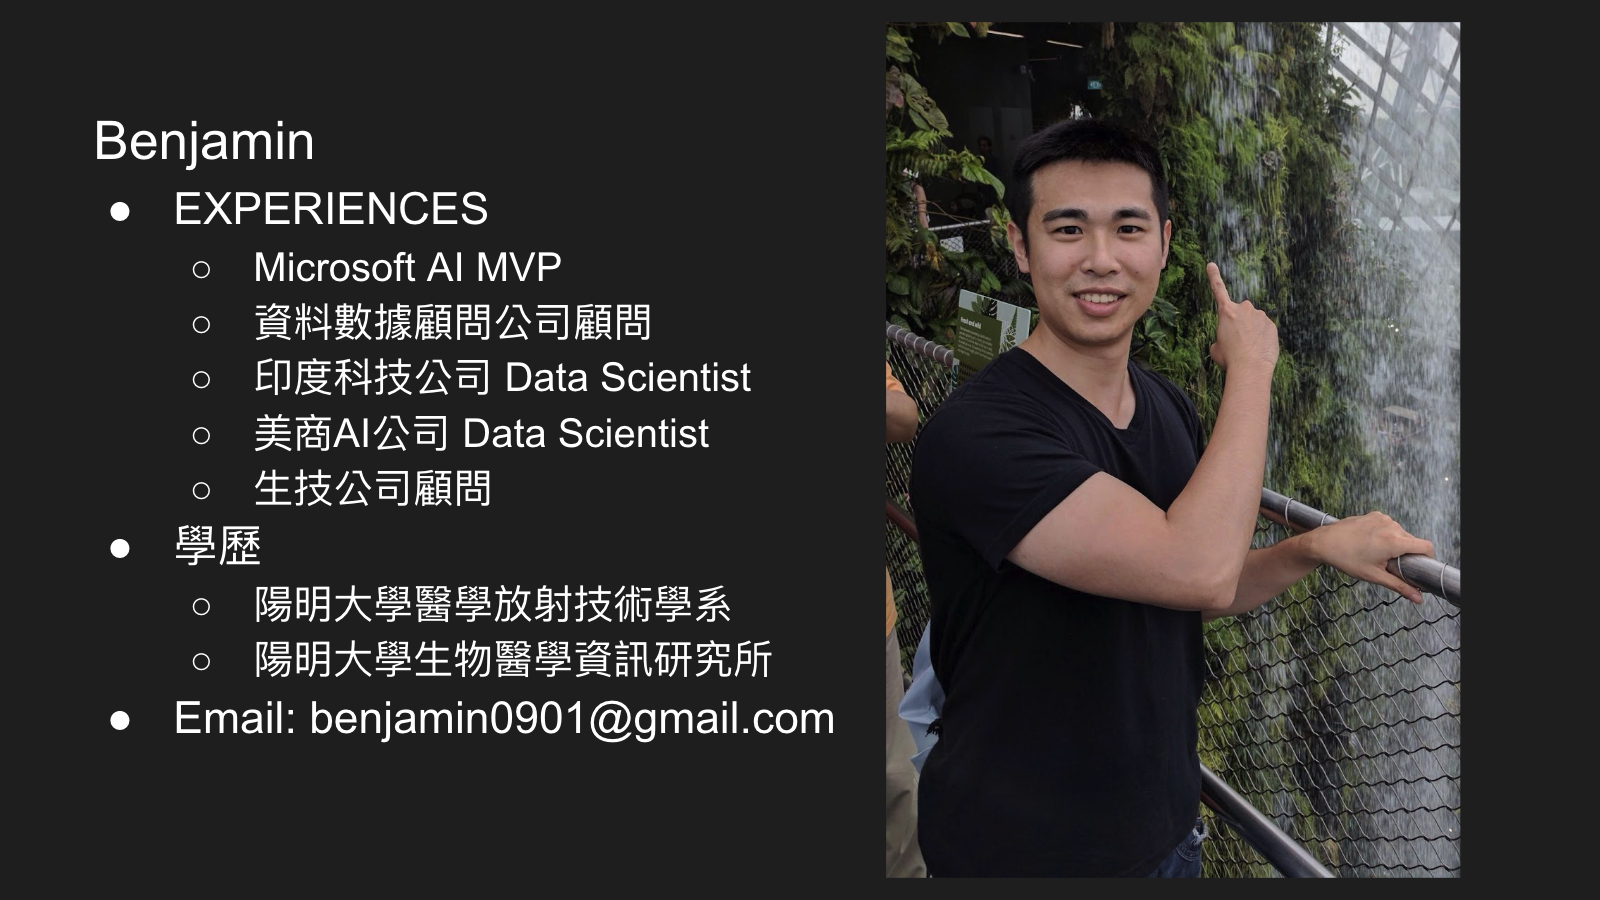 Benjamin
● EXPERIENCES
○ Microsoft AI MVP
○ 資料數據顧問公司顧問
○ 印度科技公司 Data Scientist
○ 美商AI公司 Data Scientist
○ 生技公司顧問
● 學歷
○ 陽明大學醫學放射技術學系
○ 陽明大學生物醫學資訊研究所
● Email: benjamin0901@gmail.com